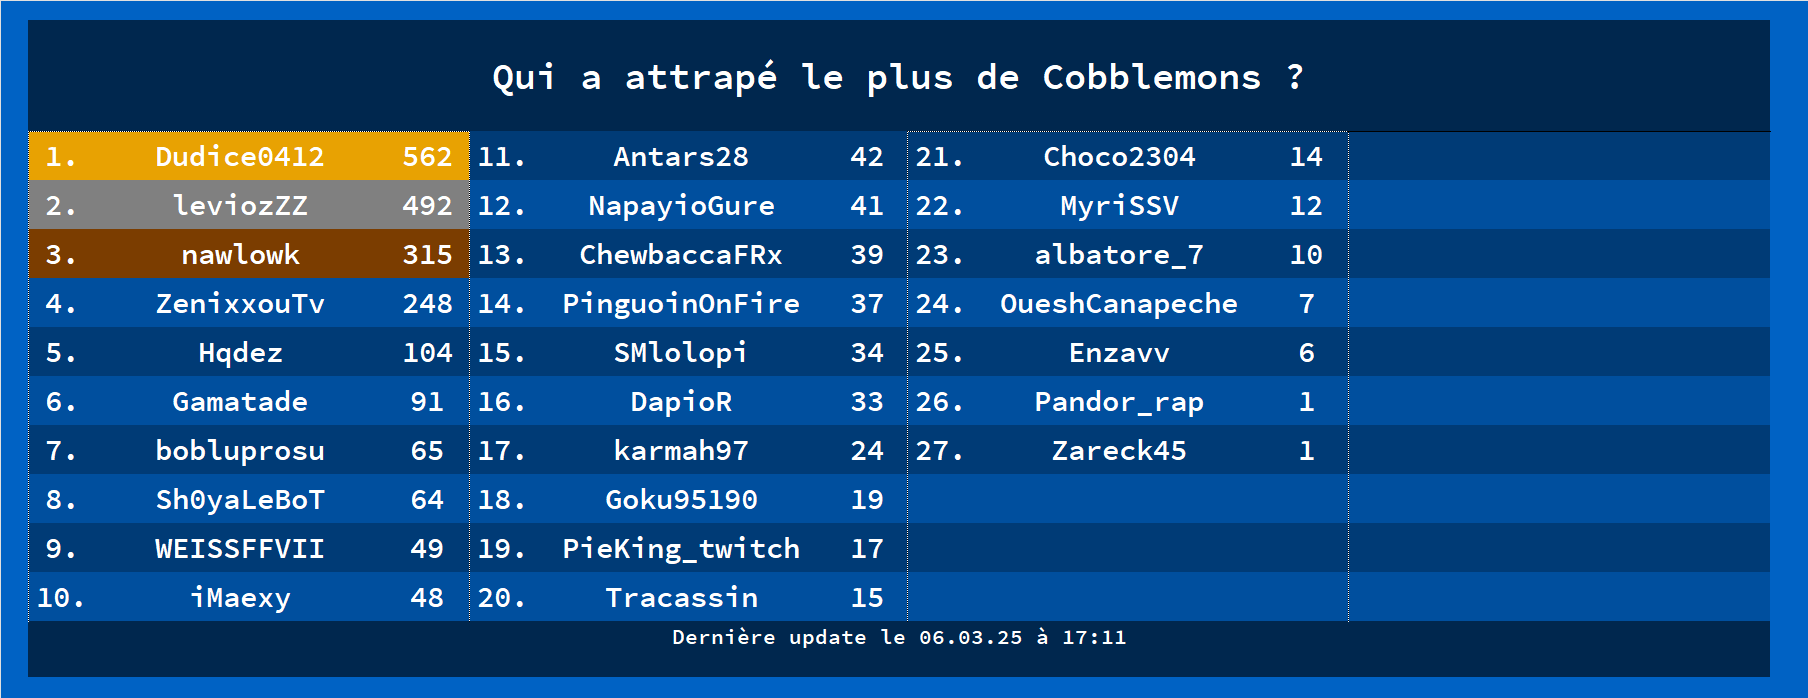 Qui a attrapé le plus de Cobblemons ?
1. Dudice0412 562
2. leviozZZ 492
3. nawlowk 315
4. ZenixxouTv 248
5. Hqdez 104
6. Gamatade 91
7. bobluprosu 65
8. Sh0yaLeBoT 64
9. WEISSFFVII 49
10. iMaexy 48
11. Antars28 42
12. NapayioGure 41
13. ChewbaccaFRx 39
14. PinguoinOnFire 37
15. SMlolopi 34
16. DapioR 33
17. karmah97 24
18. Goku95190 19
19. PieKing_twitch 17
20. Tracassin 15
21. Choco2304 14
22. MyriSSV 12
23. albatore_7 10
24. OueshCanapeche 7
25. Enzavv 6
26. Pandor_rap 1
27. Zareck45 1
Dernière update le 06.03.25 à 17:11